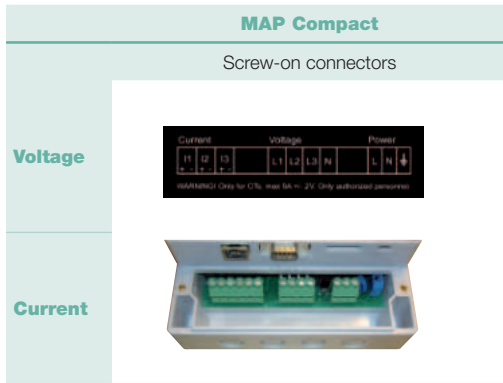 MAP Compact
Screw-on connectors
Voltage
Current Voltage Power
I1 I2 I3 L1 L2 L3 N L N
+ - + - + -
WARNING! Only for CTs, max 5A +- 2V. Only authorized personnel
Current